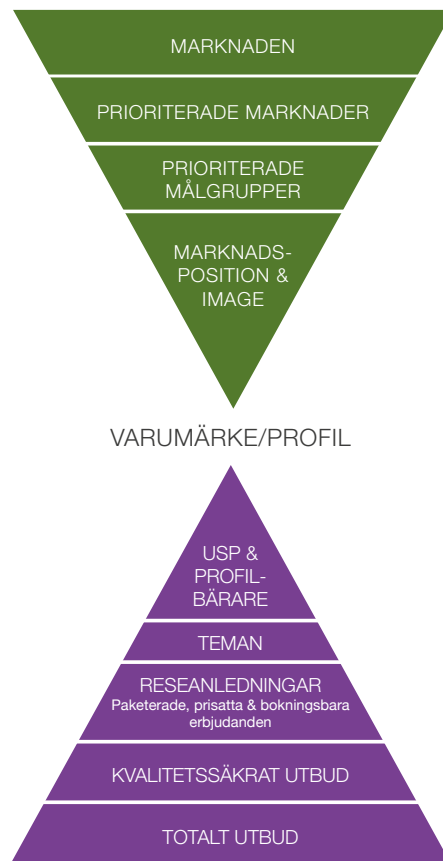 MARKNADEN
PRIORITERADE MARKNADER
PRIORITERADE
MÅLGRUPPER
MARKNADS-
POSITION &
IMAGE
VARUMÄRKE/PROFIL
USP &
PROFIL-
BÄRARE
TEMAN
RESEANLEDNINGAR
Paketerade, prisatta & bokningsbara
erbjudanden
KVALITETSSÄKRAT UTBUD
TOTALT UTBUD